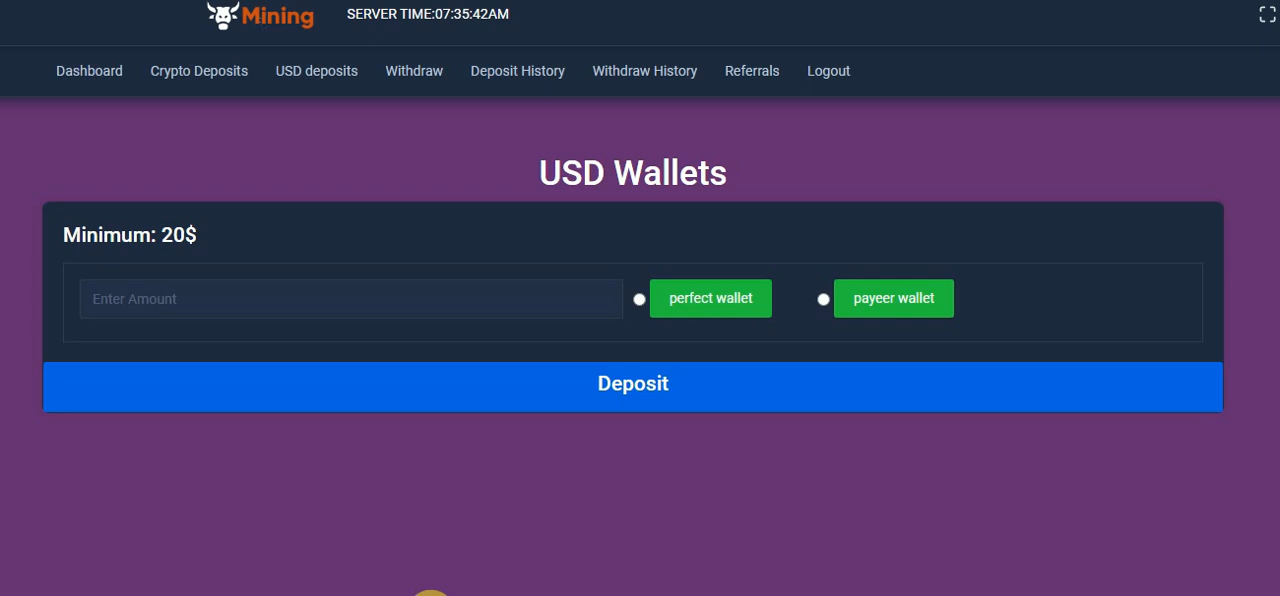 Mining
SERVER TIME:07:35:42AM
Dashboard Crypto Deposits USD deposits Withdraw Deposit History Withdraw History Referrals Logout
USD Wallets
Minimum: 20$
Enter Amount perfect wallet payeer wallet
Deposit